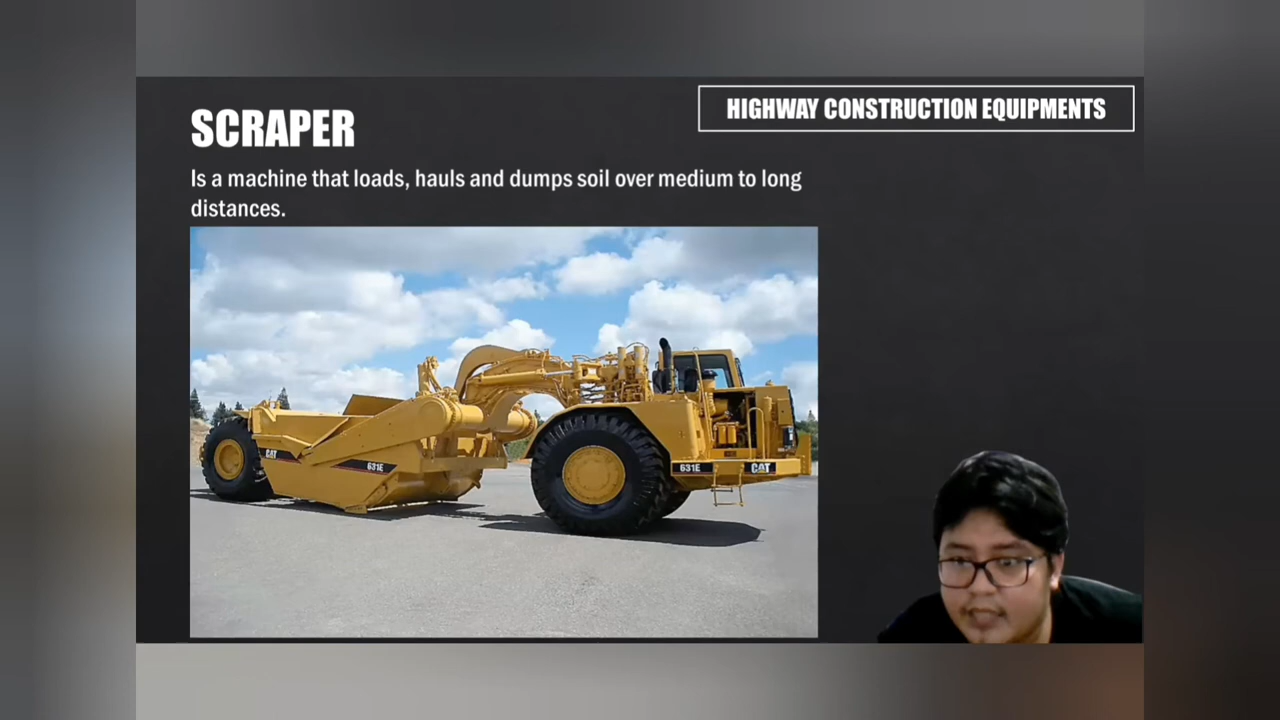 SCRAPER
HIGHWAY CONSTRUCTION EQUIPMENTS
Is a machine that loads, hauls and dumps soil over medium to long
distances.
CAT
631E
631E
CAT